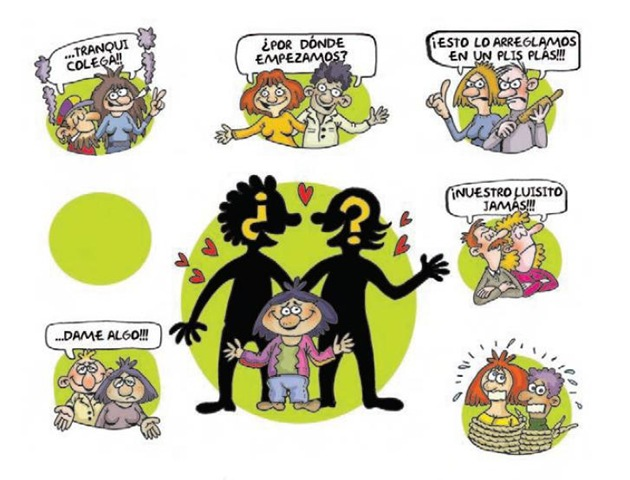 ...TRANQUI
COLEGA!!
¿POR DÓNDE
EMPEZAMOS?
¡ESTO LO ARREGLAMOS
EN UN PLIS PLÁS!!!
¡NUESTRO LUISITO
JAMÁS!!!
¿ ?
...DAME ALGO!!!